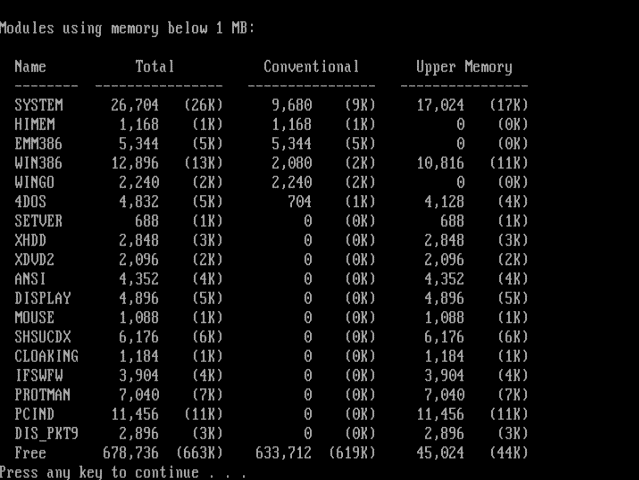 Modules using memory below 1 MB:
Name Total Conventional Upper Memory
-------- ---------------- ---------------- ----------------
SYSTEM 26,704 (26K) 9,680 (9K) 17,024 (17K)
HIMEM 1,168 (1K) 1,168 (1K) 0 (0K)
EMM386 5,344 (5K) 5,344 (5K) 0 (0K)
WIN386 12,896 (13K) 2,080 (2K) 10,816 (11K)
WINGO 2,240 (2K) 2,240 (2K) 0 (0K)
4DOS 4,832 (5K) 704 (1K) 4,128 (4K)
SETVER 688 (1K) 0 (0K) 688 (1K)
XHDD 2,848 (3K) 0 (0K) 2,848 (3K)
XDVD2 2,096 (2K) 0 (0K) 2,096 (2K)
ANSI 4,352 (4K) 0 (0K) 4,352 (4K)
DISPLAY 4,896 (5K) 0 (0K) 4,896 (5K)
MOUSE 1,088 (1K) 0 (0K) 1,088 (1K)
SHSUCDX 6,176 (6K) 0 (0K) 6,176 (6K)
CLOAKING 1,184 (1K) 0 (0K) 1,184 (1K)
IFSWFW 3,904 (4K) 0 (0K) 3,904 (4K)
PROTMAN 7,040 (7K) 0 (0K) 7,040 (7K)
PCIND 11,456 (11K) 0 (0K) 11,456 (11K)
DIS_PKT9 2,896 (3K) 0 (0K) 2,896 (3K)
Free 678,736 (663K) 633,712 (619K) 45,024 (44K)
Press any key to continue . . .